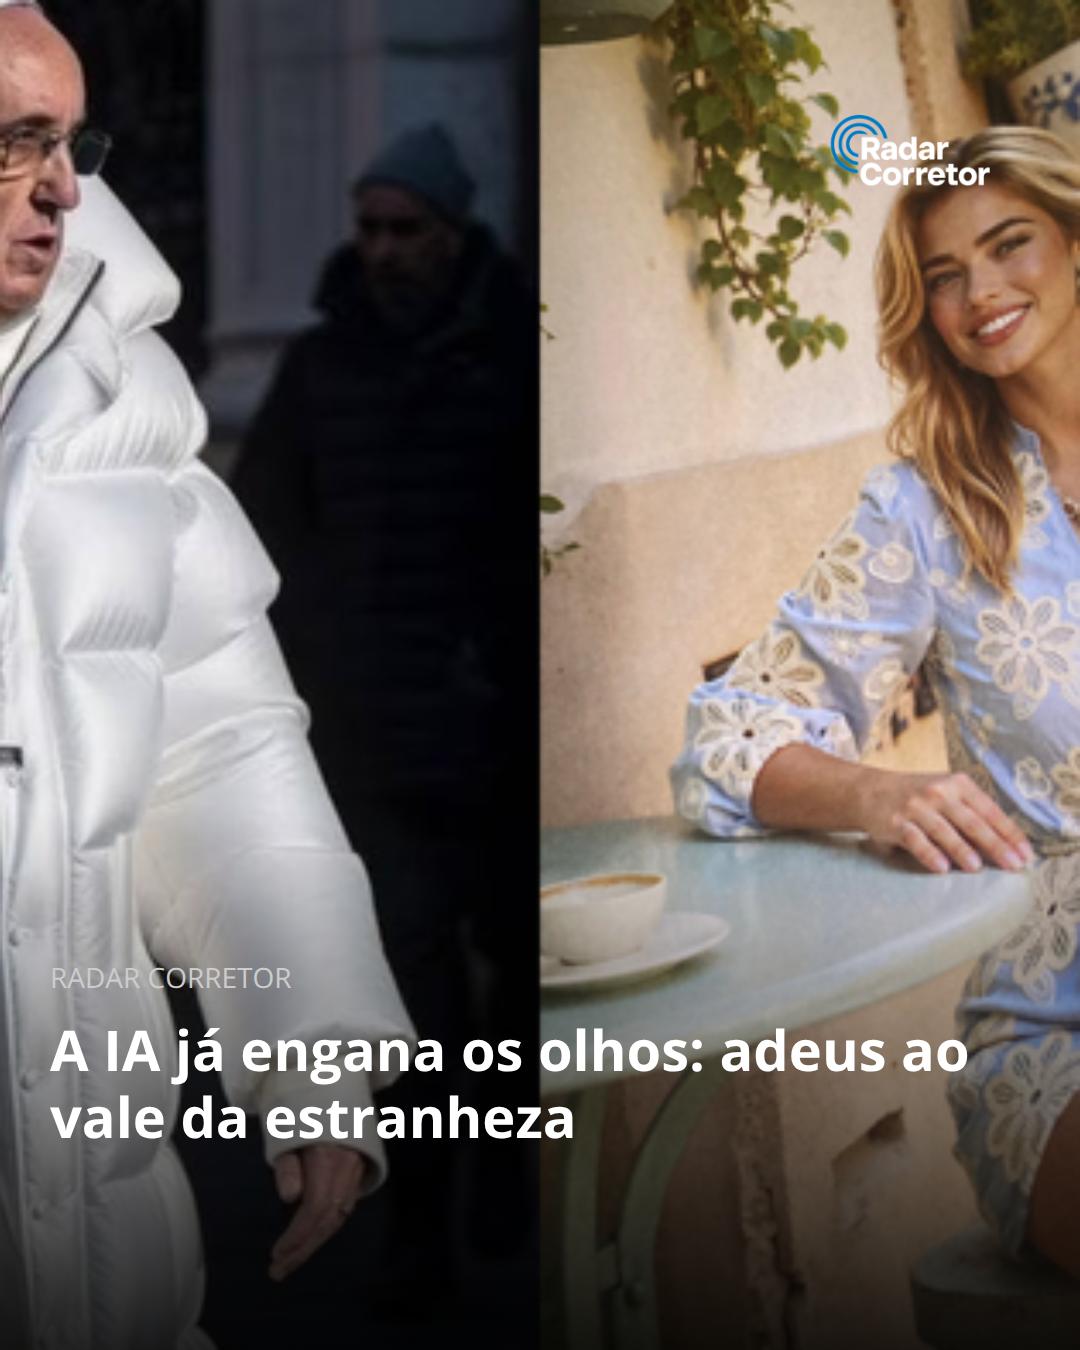 Radar
Corretor
RADAR CORRETOR
A IA já engana os olhos: adeus ao
vale da estranheza